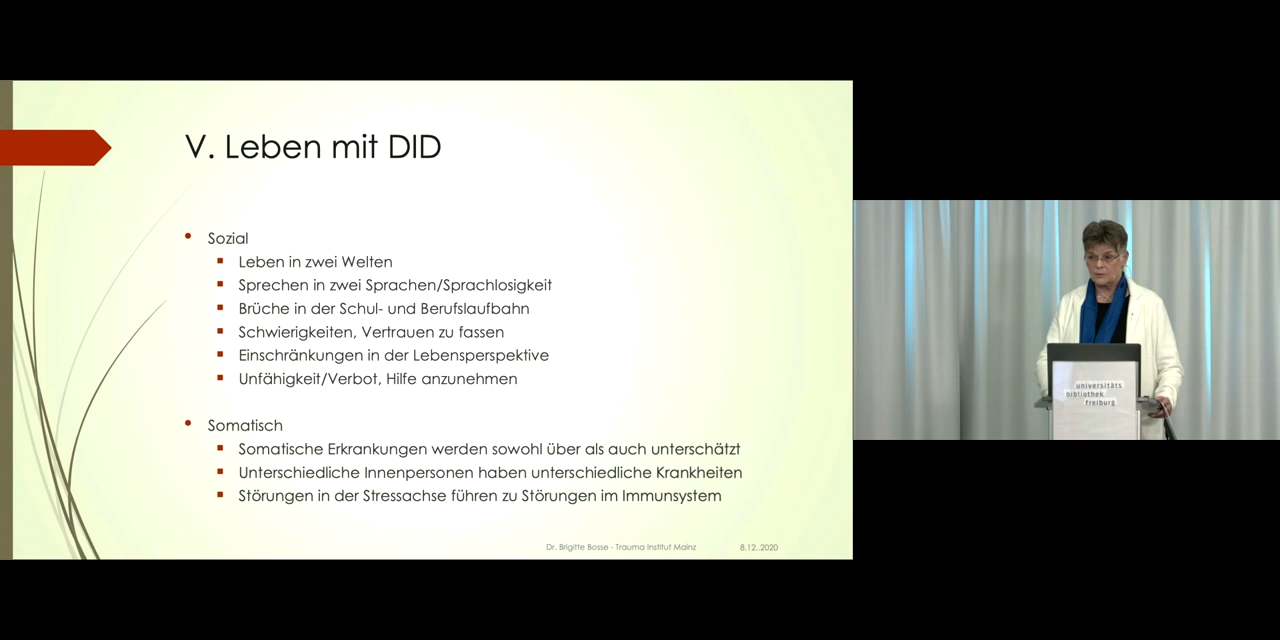 V. Leben mit DID
Sozial
Leben in zwei Welten
Sprechen in zwei Sprachen/Sprachlosigkeit
Brüche in der Schul- und Berufslaufbahn
Schwierigkeiten, Vertrauen zu fassen
Einschränkungen in der Lebensperspektive
Unfähigkeit/Verbot, Hilfe anzunehmen
Somatisch
Somatische Erkrankungen werden sowohl über als auch unterschätzt
Unterschiedliche Innenpersonen haben unterschiedliche Krankheiten
Störungen in der Stressachse führen zu Störungen im Immunsystem
Dr. Brigitte Bosse - Trauma Institut Mainz 8.12..2020
universitäts
bibliothek
freiburg